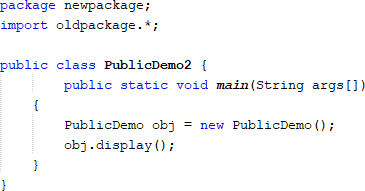 package newpackage;
import oldpackage.*;
public class PublicDemo2 {
public static void main(String args[])
{
PublicDemo obj = new PublicDemo();
obj.display();
}
}